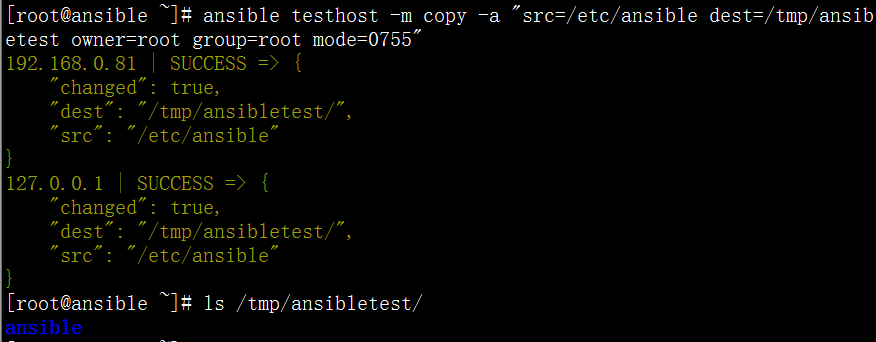 [root@ansible ~]# ansible testhost -m copy -a "src=/etc/ansible dest=/tmp/ansib
etest owner=root group=root mode=0755"
192.168.0.81 | SUCCESS => {
    "changed": true,
    "dest": "/tmp/ansibletest/",
    "src": "/etc/ansible"
}
127.0.0.1 | SUCCESS => {
    "changed": true,
    "dest": "/tmp/ansibletest/",
    "src": "/etc/ansible"
}
[root@ansible ~]# ls /tmp/ansibletest/
ansible